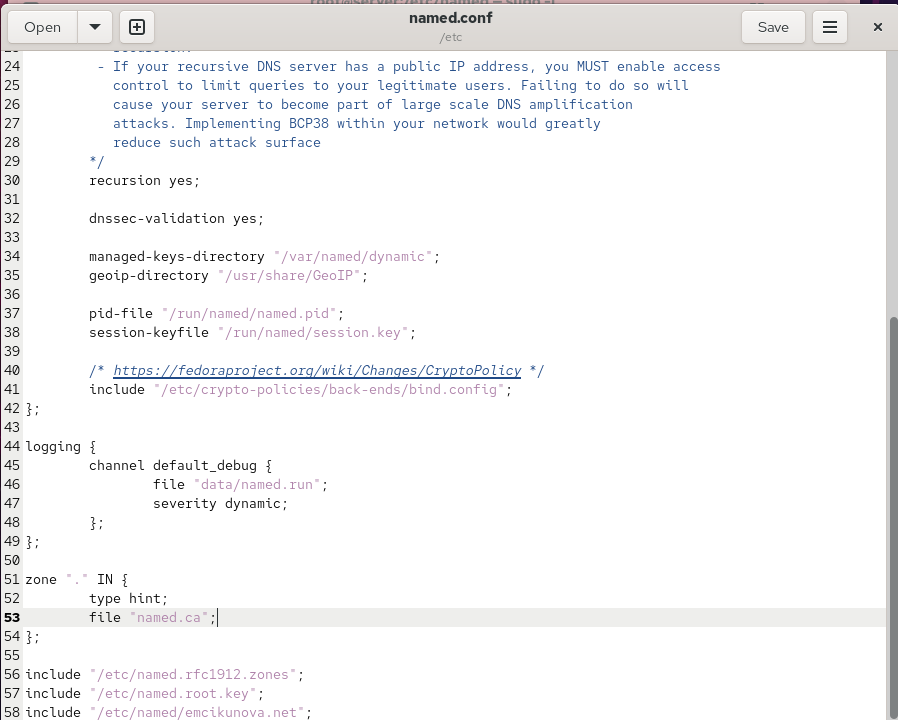 Open
named.conf
/etc
Save
24 - If your recursive DNS server has a public IP address, you MUST enable access
25 control to limit queries to your legitimate users. Failing to do so will
26 cause your server to become part of large scale DNS amplification
27 attacks. Implementing BCP38 within your network would greatly
28 reduce such attack surface
29 */
30 recursion yes;
31
32 dnssec-validation yes;
33
34 managed-keys-directory "/var/named/dynamic";
35 geoip-directory "/usr/share/GeoIP";
36
37 pid-file "/run/named/named.pid";
38 session-keyfile "/run/named/session.key";
39
40 /* https://fedoraproject.org/wiki/Changes/CryptoPolicy */
41 include "/etc/crypto-policies/back-ends/bind.config";
42 };
43
44 logging {
45 channel default_debug {
46 file "data/named.run";
47 severity dynamic;
48 };
49 };
50
51 zone "." IN {
52 type hint;
53 file "named.ca";
54 };
55
56 include "/etc/named.rfc1912.zones";
57 include "/etc/named.root.key";
58 include "/etc/named/emcikunova.net";